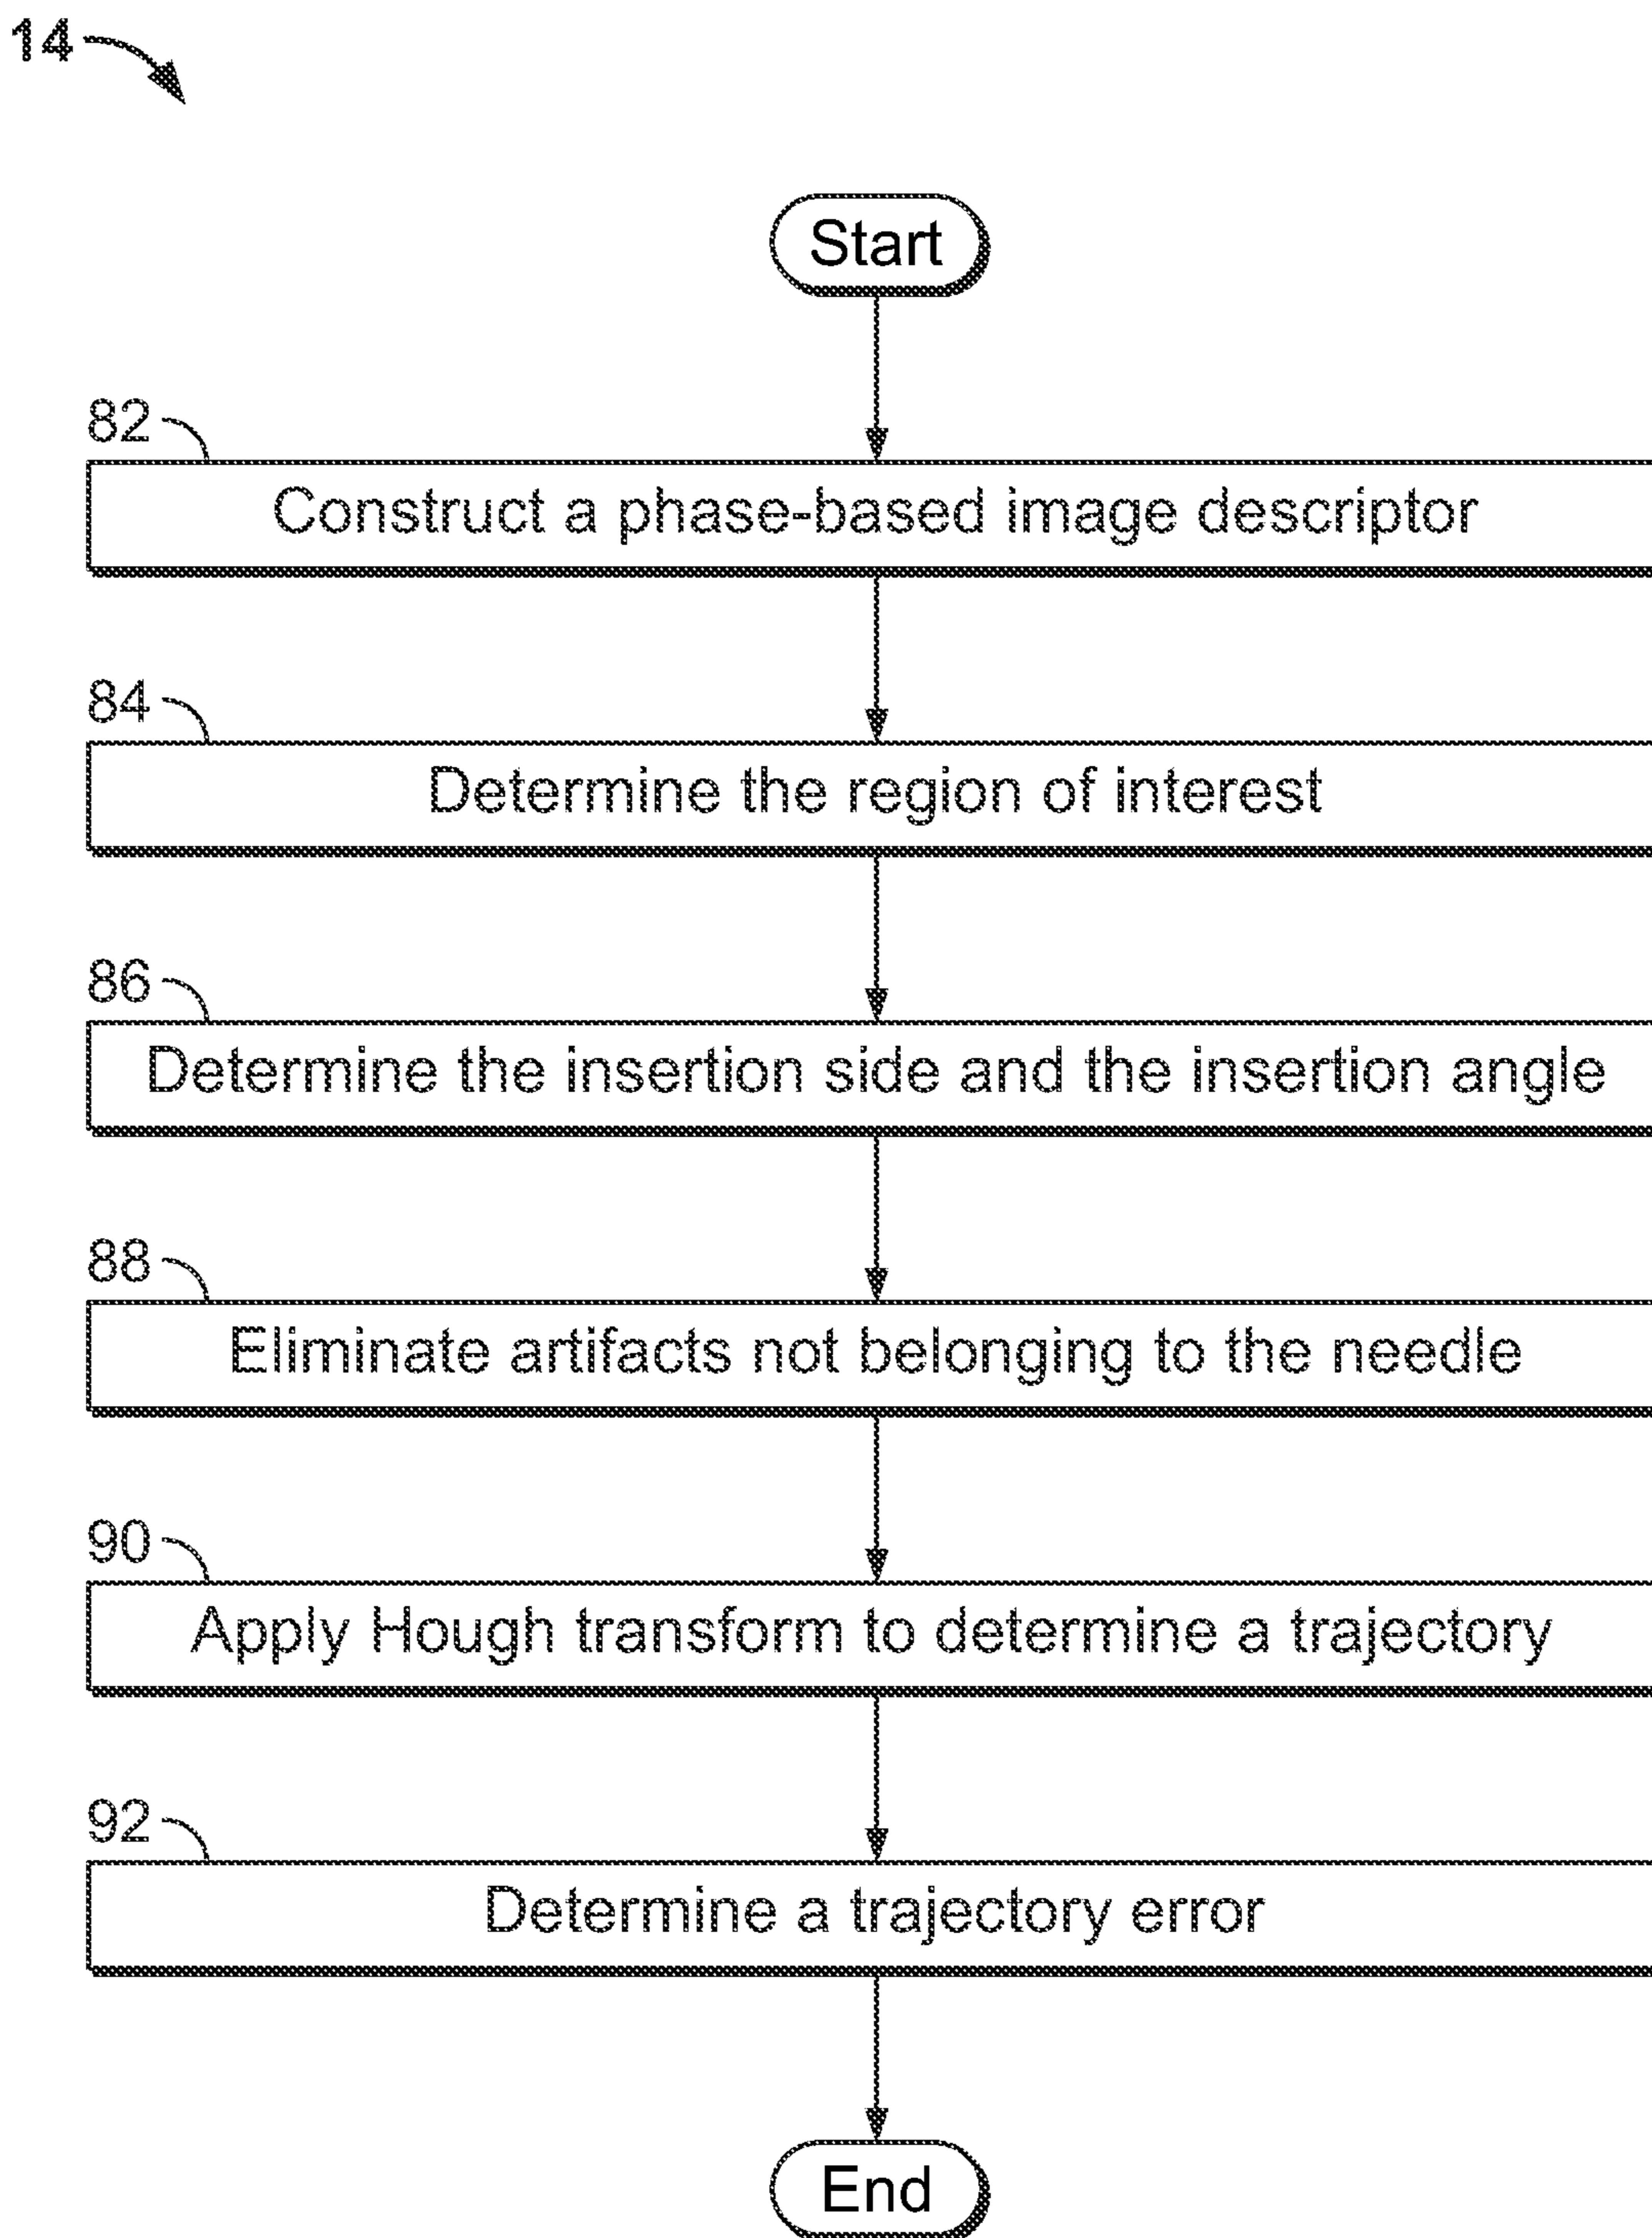 14
Start
82
Construct a phase-based image descriptor
84
Determine the region of interest
86
Determine the insertion side and the insertion angle
88
Eliminate artifacts not belonging to the needle
90
Apply Hough transform to determine a trajectory
92
Determine a trajectory error
End